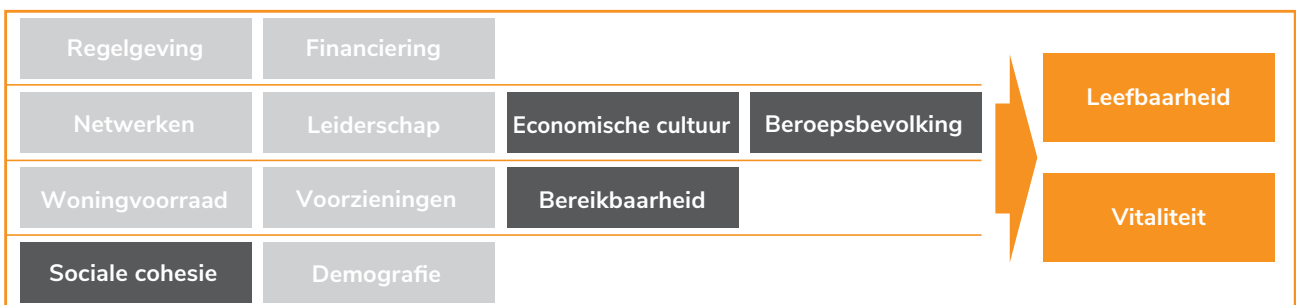 Regelgeving
Financiering
Netwerken
Leiderschap
Economische cultuur
Beroepsbevolking
Woningvoorraad
Voorzieningen
Bereikbaarheid
Sociale cohesie
Demografie
Leefbaarheid
Vitaliteit